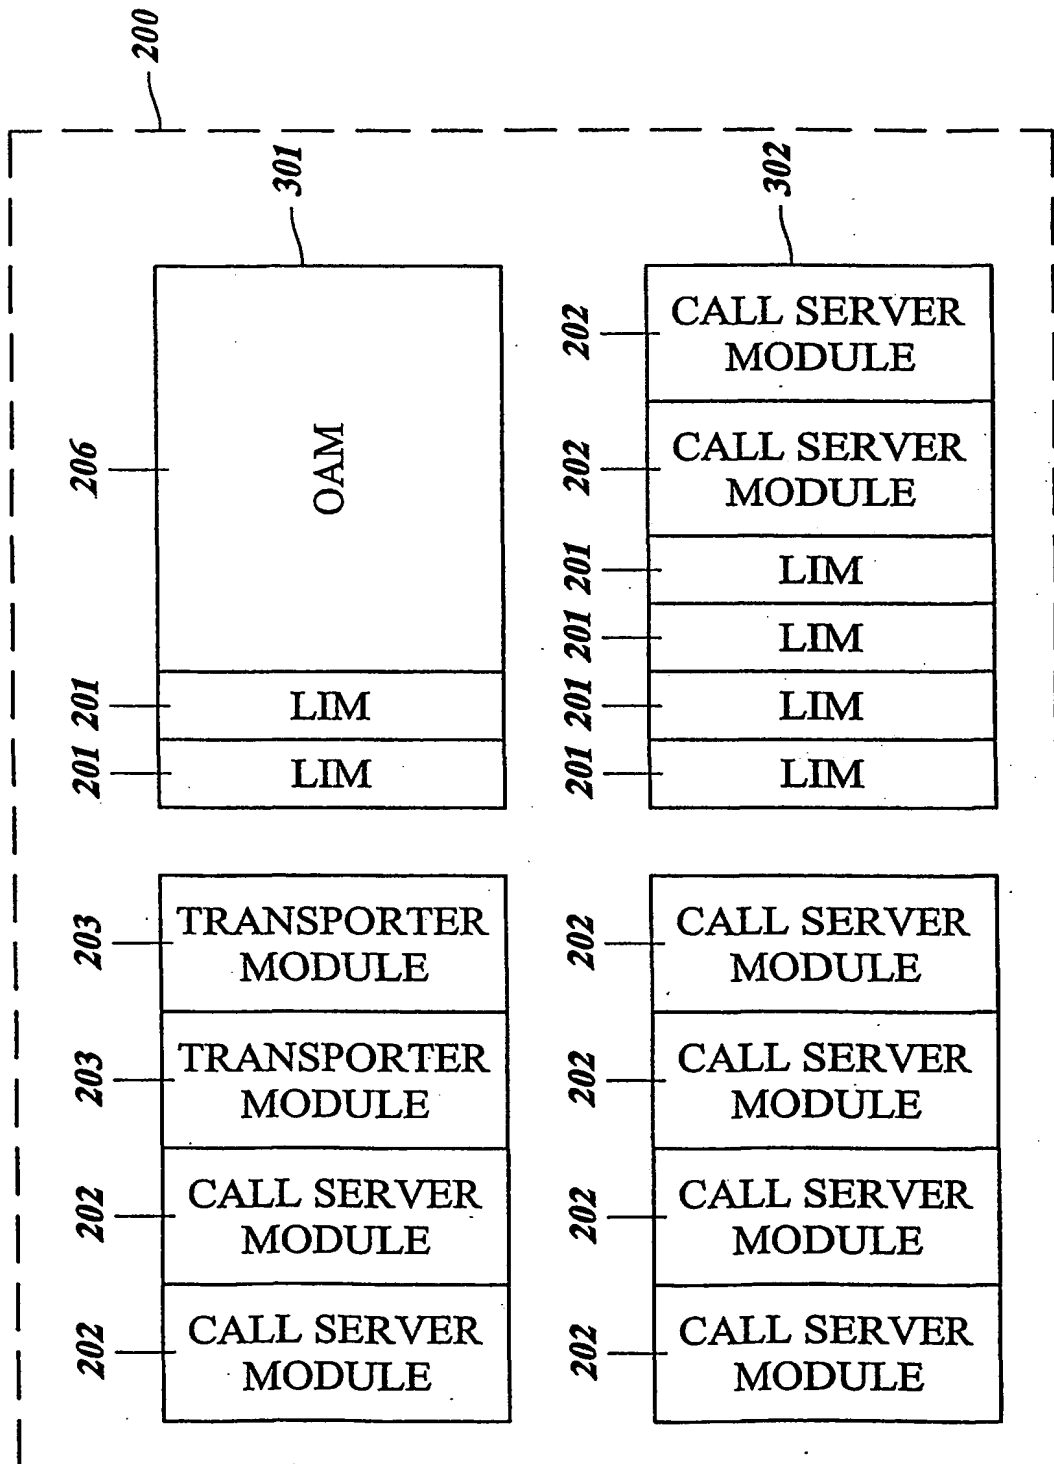 200
301
302
206
OAM
201
LIM
201
LIM
202
CALL SERVER
MODULE
202
CALL SERVER
MODULE
201
LIM
201
LIM
201
LIM
201
LIM
203
TRANSPORTER
MODULE
203
TRANSPORTER
MODULE
202
CALL SERVER
MODULE
202
CALL SERVER
MODULE
202
CALL SERVER
MODULE
202
CALL SERVER
MODULE
202
CALL SERVER
MODULE
202
CALL SERVER
MODULE